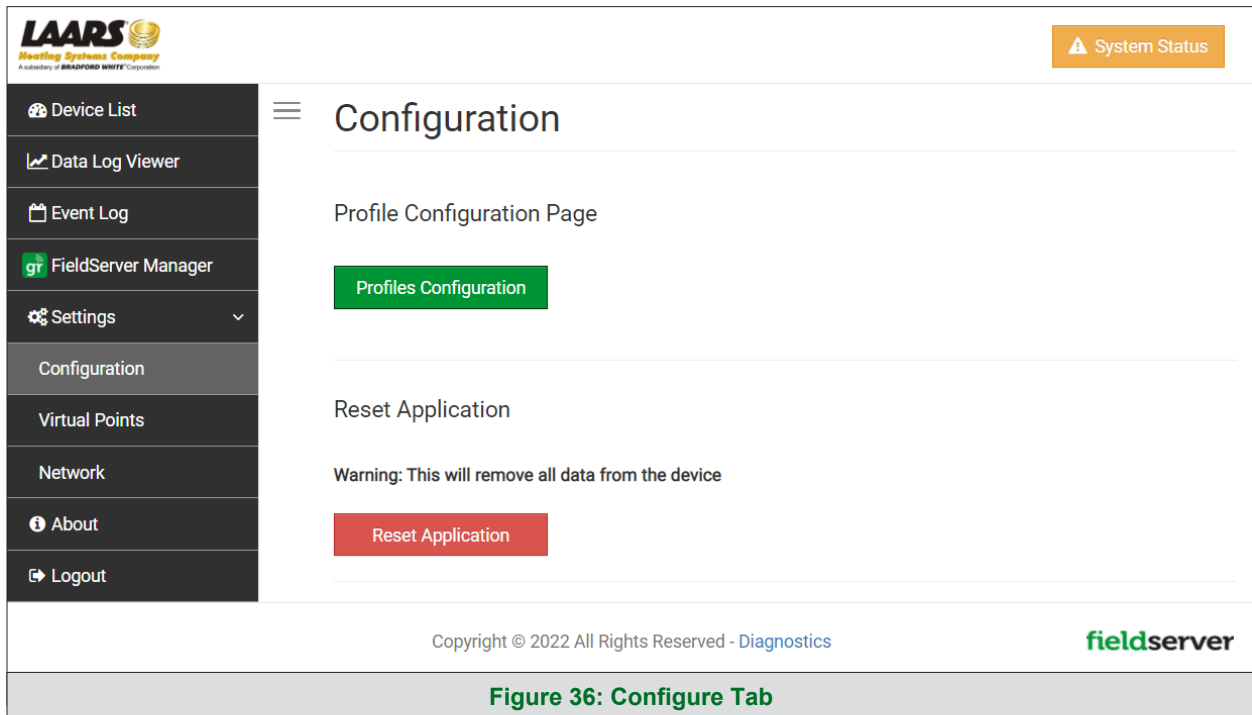 LAARS
Heating Systems Company
A subsidiary of BRADFORD WHITE® Corporation
System Status
Device List
Data Log Viewer
Event Log
gr FieldServer Manager
Settings
Configuration
Virtual Points
Network
About
Logout
Configuration
Profile Configuration Page
Profiles Configuration
Reset Application
Warning: This will remove all data from the device
Reset Application
Copyright © 2022 All Rights Reserved - Diagnostics
fieldserver
Figure 36: Configure Tab